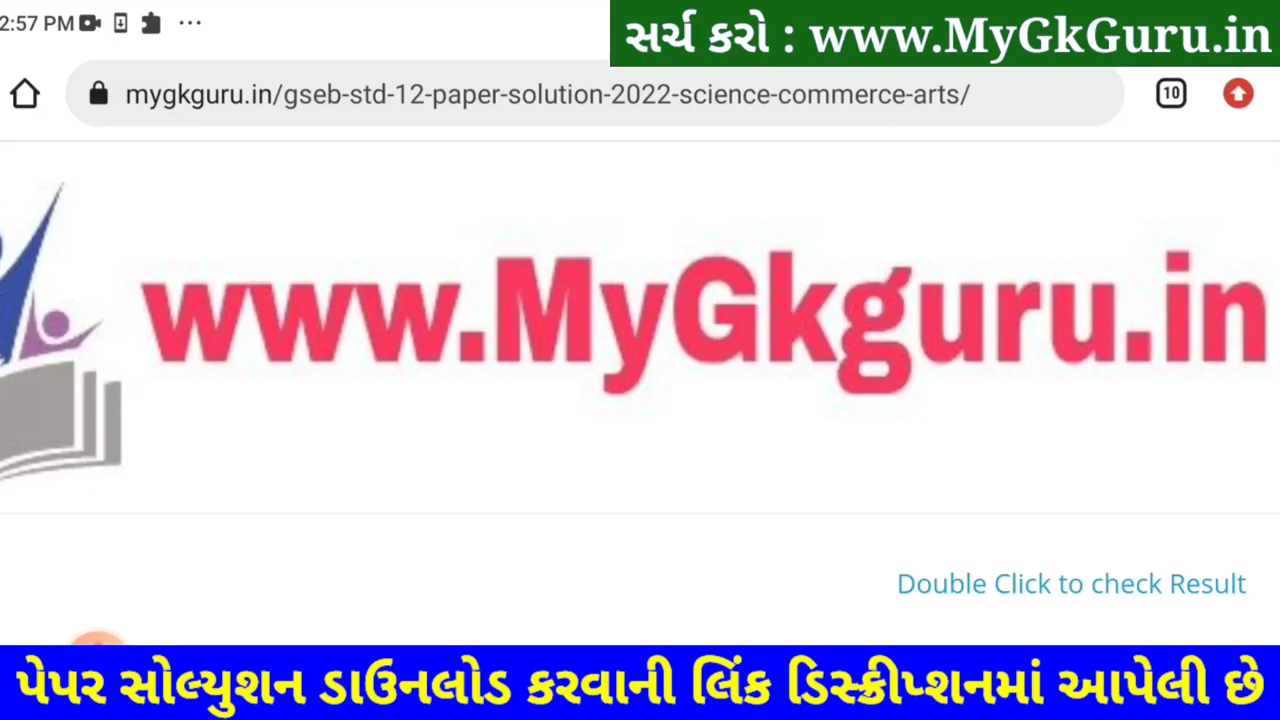 2:57 PM
સર્ચ કરો : www.MyGkGuru.in
mygkguru.in/gseb-std-12-paper-solution-2022-science-commerce-arts/
10
www.MyGkguru.in
Double Click to check Result
પેપર સોલ્યુશન ડાઉનલોડ કરવાની લિંક ડિસ્ક્રીપ્શનમાં આપેલી છે